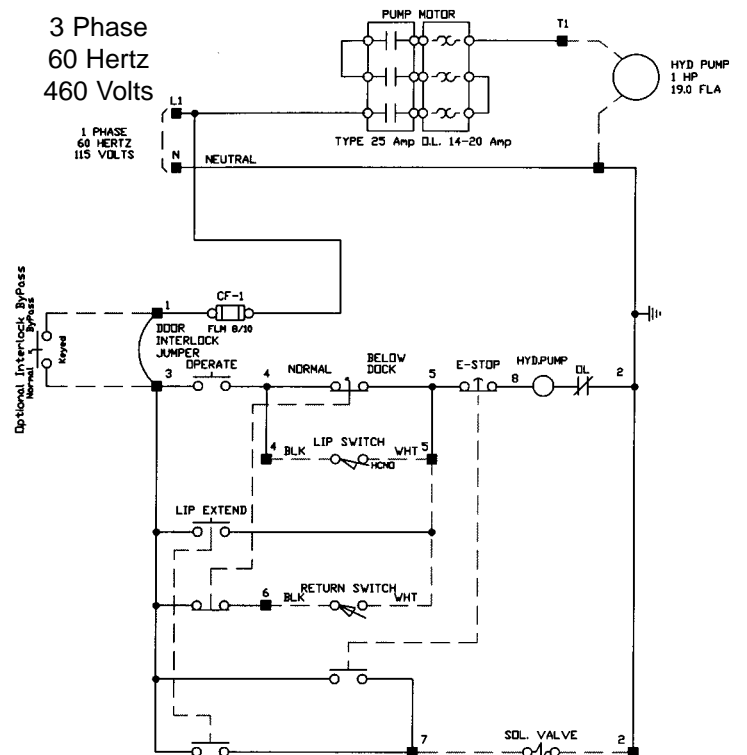 3 Phase
60 Hertz
460 Volts
PUMP MOTOR
T1
HYD PUMP
1 HP
19.0 FLA
L1
1 PHASE
60 HERTZ
115 VOLTS
N
NEUTRAL
TYPE 25 Amp O.L. 14-20 Amp
Optional Interlock ByPass
Normal ByPass
Keyed
1
CF-1
FLM 8/10
DOOR
INTERLOCK
JUMPER
3
OPERATE
4
NORMAL
BELOW
DOCK
5
E-STOP
8
HYD.PUMP
OL
2
4
BLK
LIP SWITCH
HCNO
WHT
5
LIP EXTEND
6
BLK
RETURN SWITCH
WHT
7
SOL. VALVE
2